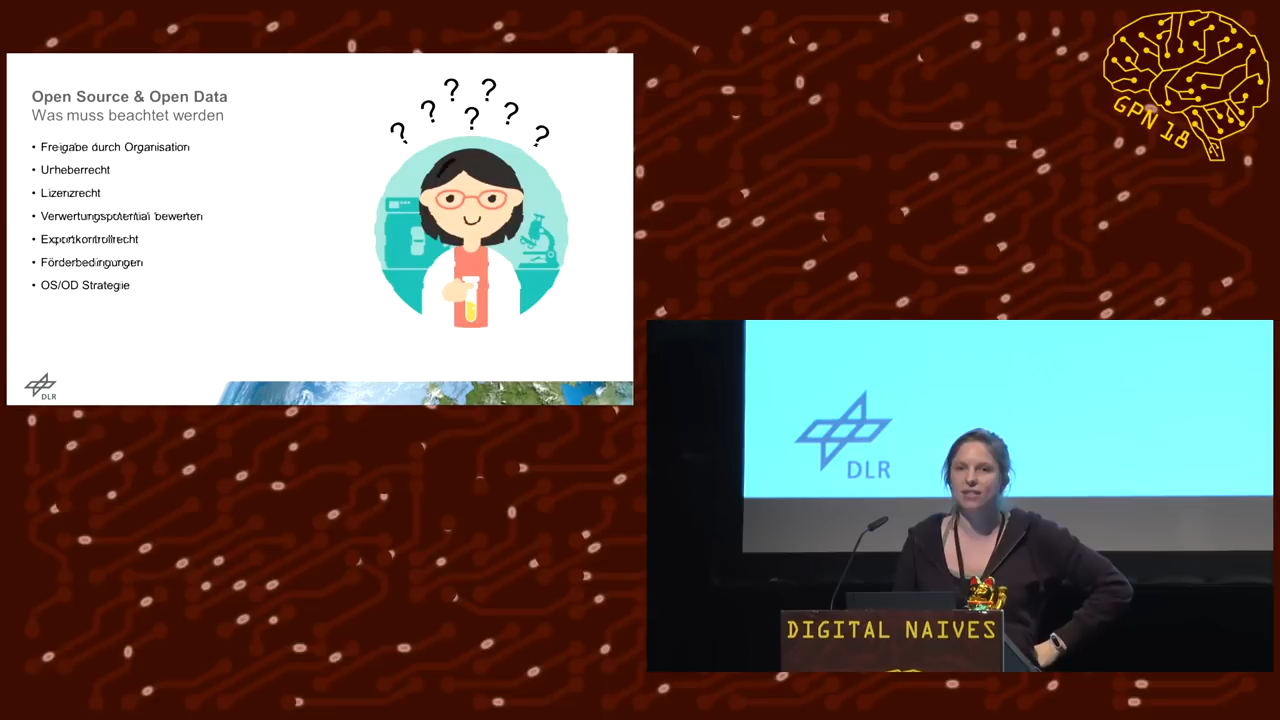 Open Source & Open Data
Was muss beachtet werden
• Freigabe durch Organisation
• Urheberrecht
• Lizenzrecht
• Verwertungspotential bewerten
• Exportkontrollrecht
• Förderbedingungen
• OS/OD Strategie
? ? ? ? ? ? ?
DLR
GPN 18
DLR
DIGITAL NAIVES